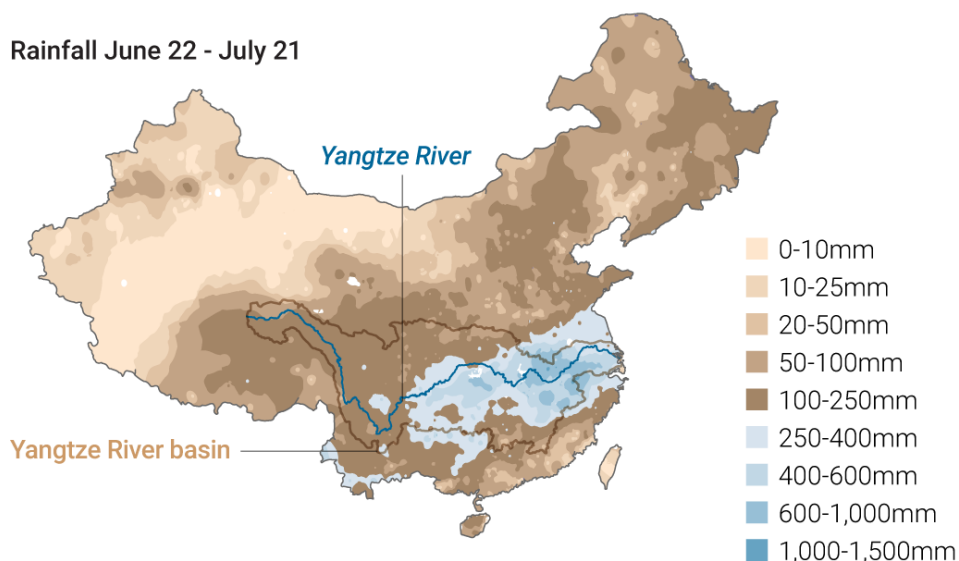 Rainfall June 22 - July 21
Yangtze River
Yangtze River basin
0-10mm
10-25mm
20-50mm
50-100mm
100-250mm
250-400mm
400-600mm
600-1,000mm
1,000-1,500mm